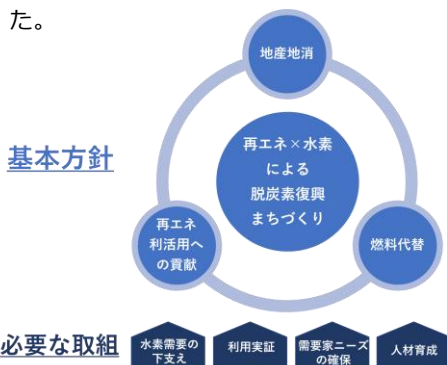 た。
地産地消
基本方針
再エネ×水素
による
脱炭素復興
まちづくり
再エネ
利活用へ
の貢献
燃料代替
必要な取組
水素需要の
下支え
利用実証
需要家ニーズ
の確保
人材育成